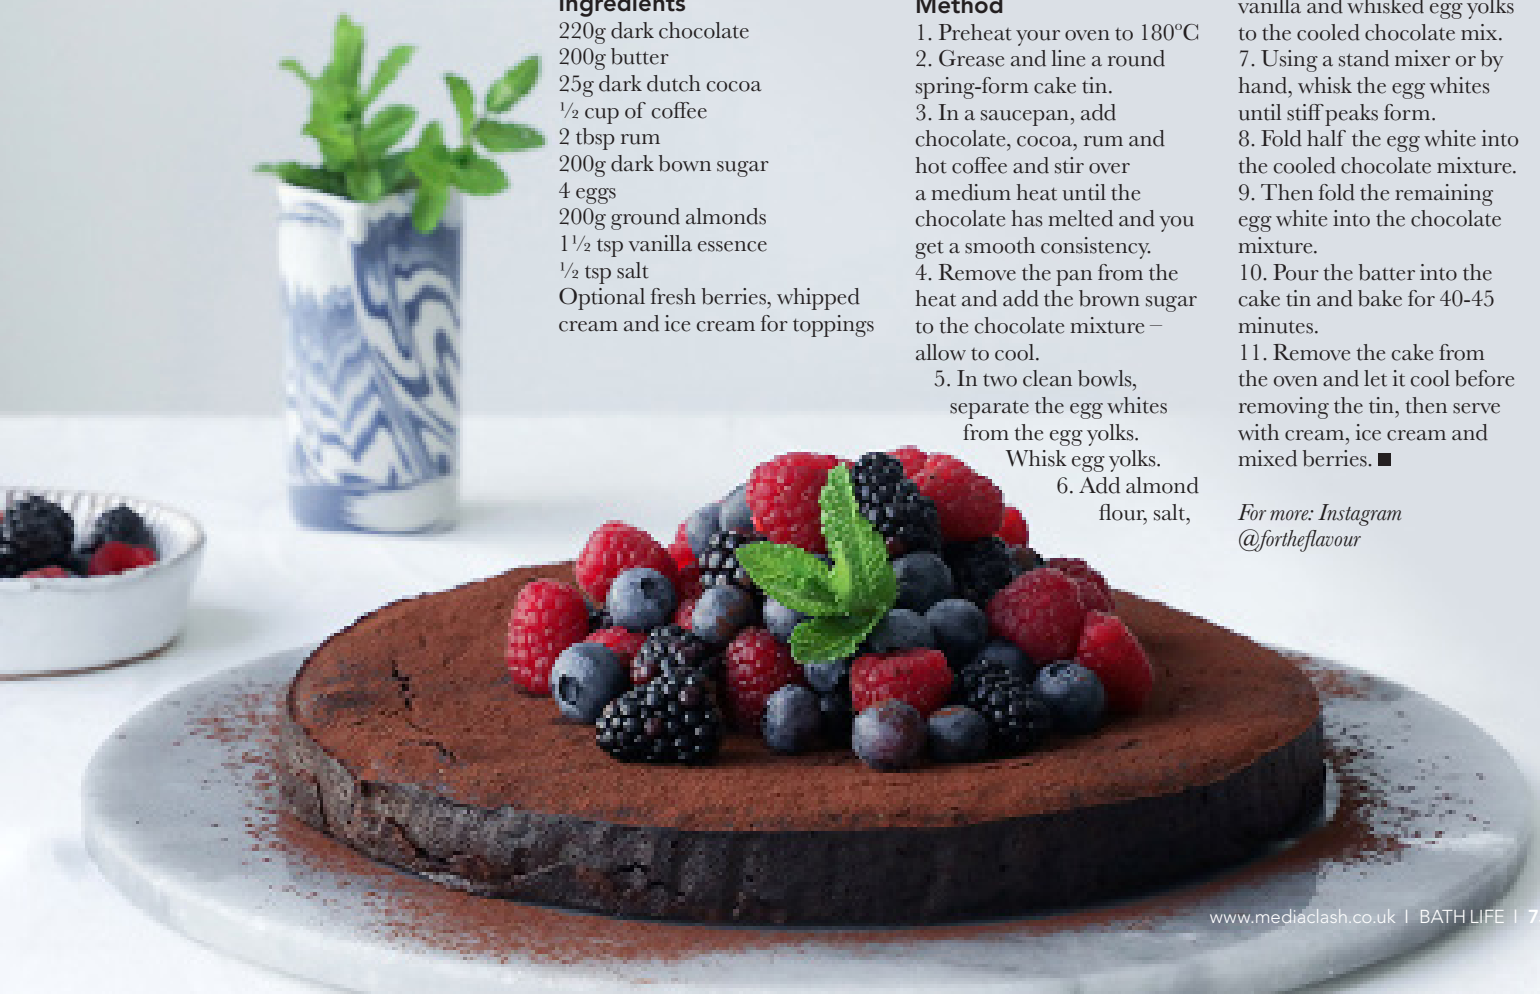 Ingredients
220g dark chocolate
200g butter
25g dark dutch cocoa
½ cup of coffee
2 tbsp rum
200g dark bown sugar
4 eggs
200g ground almonds
1½ tsp vanilla essence
½ tsp salt
Optional fresh berries, whipped
cream and ice cream for toppings
Method
1. Preheat your oven to 180ºC
2. Grease and line a round
spring-form cake tin.
3. In a saucepan, add
chocolate, cocoa, rum and
hot coffee and stir over
a medium heat until the
chocolate has melted and you
get a smooth consistency.
4. Remove the pan from the
heat and add the brown sugar
to the chocolate mixture –
allow to cool.
5. In two clean bowls,
separate the egg whites
from the egg yolks.
Whisk egg yolks.
6. Add almond
flour, salt,
vanilla and whisked egg yolks
to the cooled chocolate mix.
7. Using a stand mixer or by
hand, whisk the egg whites
until stiff peaks form.
8. Fold half the egg white into
the cooled chocolate mixture.
9. Then fold the remaining
egg white into the chocolate
mixture.
10. Pour the batter into the
cake tin and bake for 40-45
minutes.
11. Remove the cake from
the oven and let it cool before
removing the tin, then serve
with cream, ice cream and
mixed berries. ■
For more: Instagram
@fortheflavour
www.mediaclash.co.uk I BATH LIFE I 7